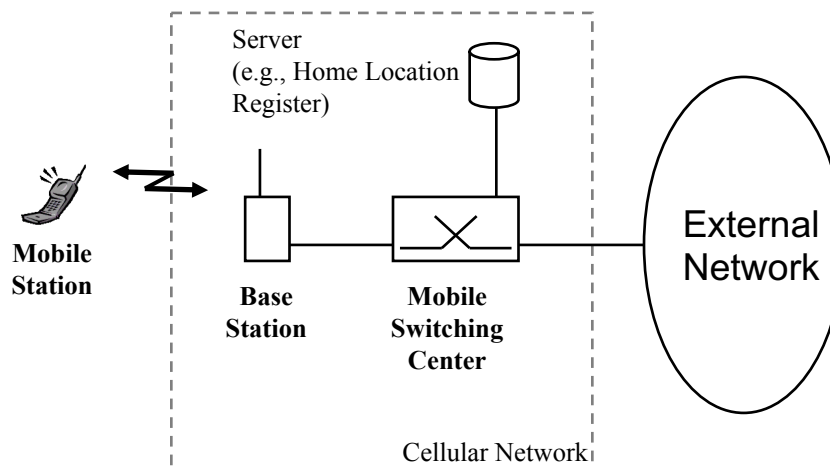 Server
(e.g., Home Location
Register)
Mobile
Station
Base
Station
Mobile
Switching
Center
External
Network
Cellular Network